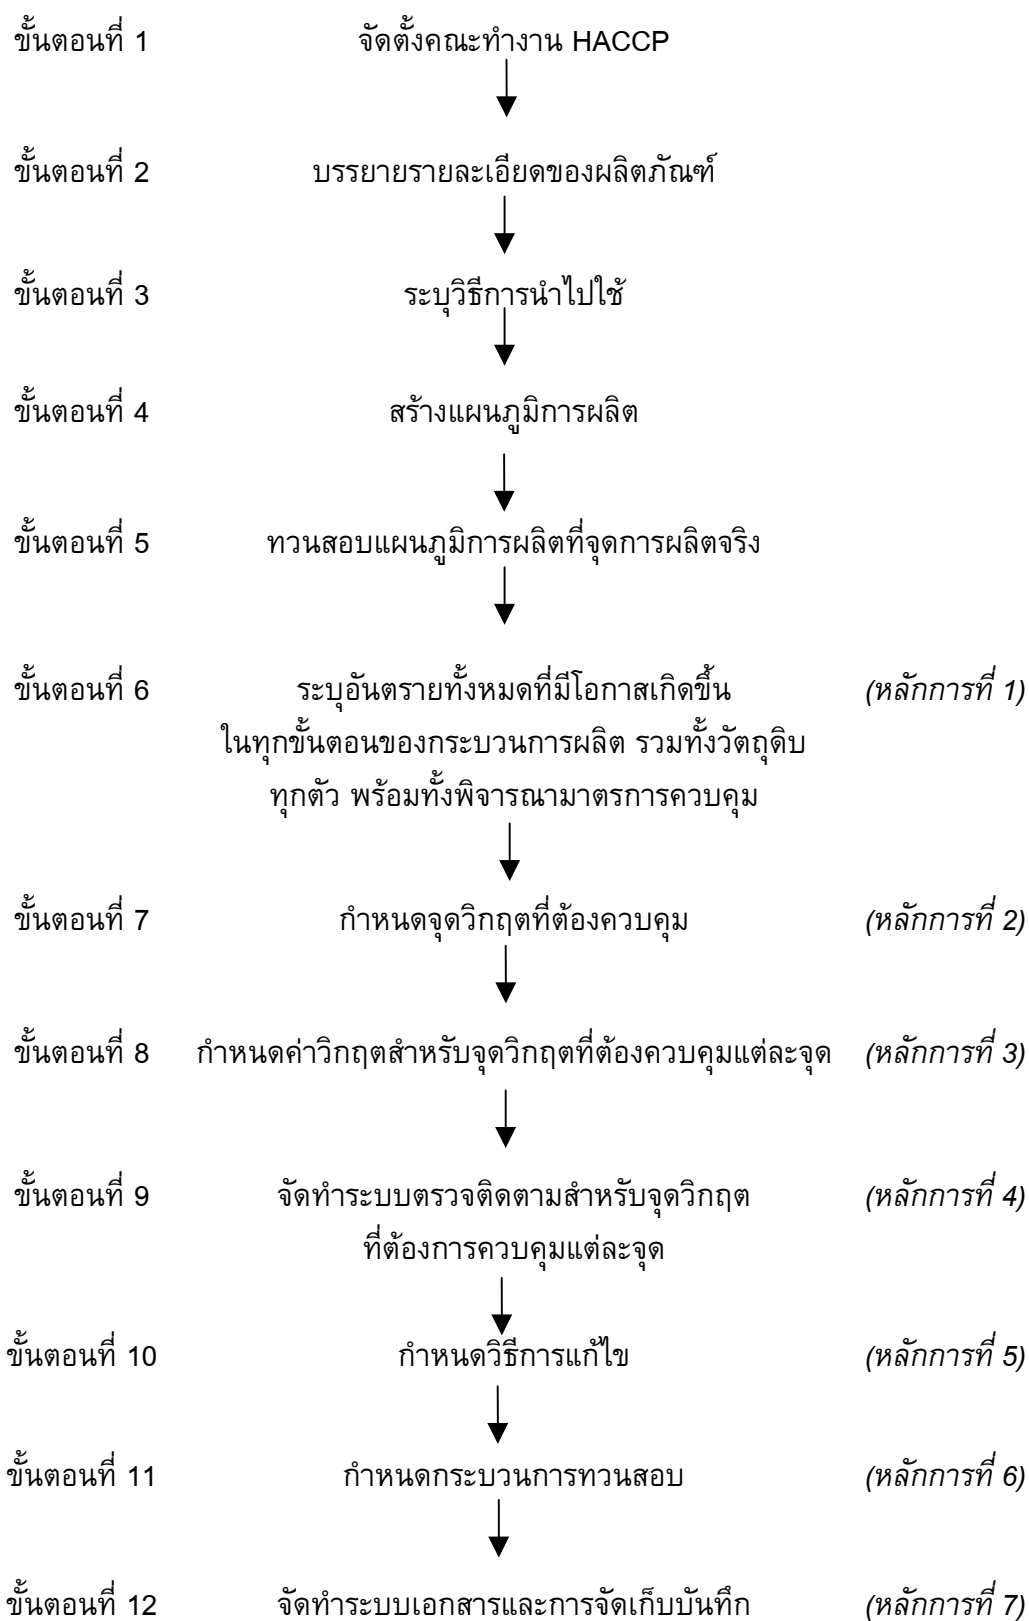 ขั้นตอนที่ 1 จัดตั้งคณะทำงาน HACCP
ขั้นตอนที่ 2 บรรยายรายละเอียดของผลิตภัณฑ์
ขั้นตอนที่ 3 ระบุวิธีการนำไปใช้
ขั้นตอนที่ 4 สร้างแผนภูมิการผลิต
ขั้นตอนที่ 5 ทวนสอบแผนภูมิการผลิตที่จุดการผลิตจริง
ขั้นตอนที่ 6 ระบุอันตรายทั้งหมดที่มีโอกาสเกิดขึ้น (หลักการที่ 1)
ในทุกขั้นตอนของกระบวนการผลิต รวมทั้งวัตถุดิบ
ทุกตัว พร้อมทั้งพิจารณามาตรการควบคุม
ขั้นตอนที่ 7 กำหนดจุดวิกฤตที่ต้องควบคุม (หลักการที่ 2)
ขั้นตอนที่ 8 กำหนดค่าวิกฤตสำหรับจุดวิกฤตที่ต้องควบคุมแต่ละจุด (หลักการที่ 3)
ขั้นตอนที่ 9 จัดทำระบบตรวจติดตามสำหรับจุดวิกฤต (หลักการที่ 4)
ที่ต้องการควบคุมแต่ละจุด
ขั้นตอนที่ 10 กำหนดวิธีการแก้ไข (หลักการที่ 5)
ขั้นตอนที่ 11 กำหนดกระบวนการทวนสอบ (หลักการที่ 6)
ขั้นตอนที่ 12 จัดทำระบบเอกสารและการจัดเก็บบันทึก (หลักการที่ 7)